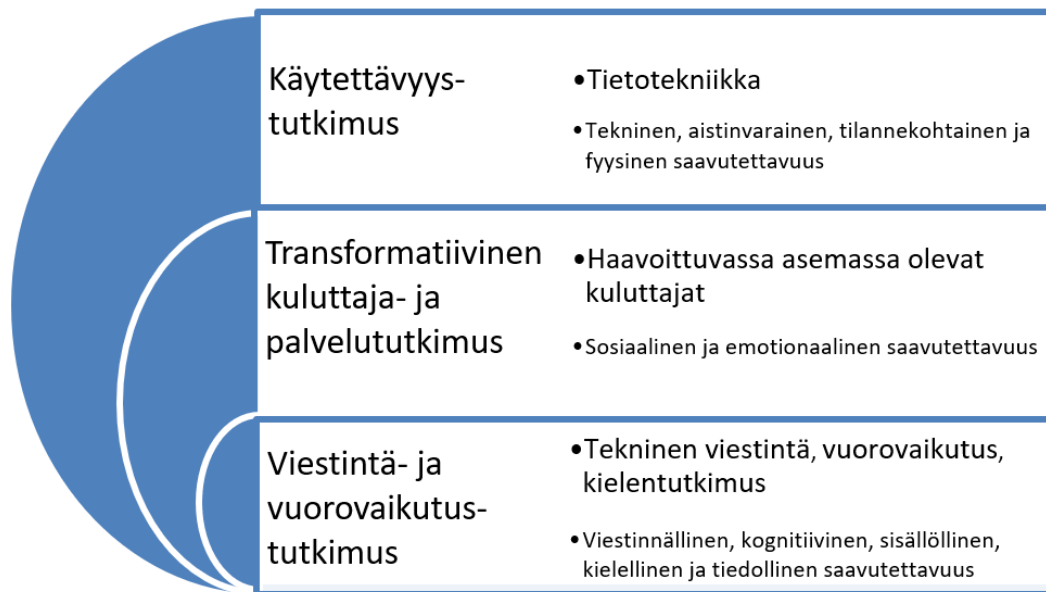 Käytettävyys-
tutkimus
•Tietotekniikka
•Tekninen, aistinvarainen, tilannekohtainen ja
fyysinen saavutettavuus
Transformatiivinen
kuluttaja- ja
palvelututkimus
•Haavoittuvassa asemassa olevat
kuluttajat
•Sosiaalinen ja emotionaalinen saavutettavuus
Viestintä- ja
vuorovaikutus-
tutkimus
•Tekninen viestintä, vuorovaikutus,
kielentutkimus
•Viestinnällinen, kognitiivinen, sisällöllinen,
kielellinen ja tiedollinen saavutettavuus